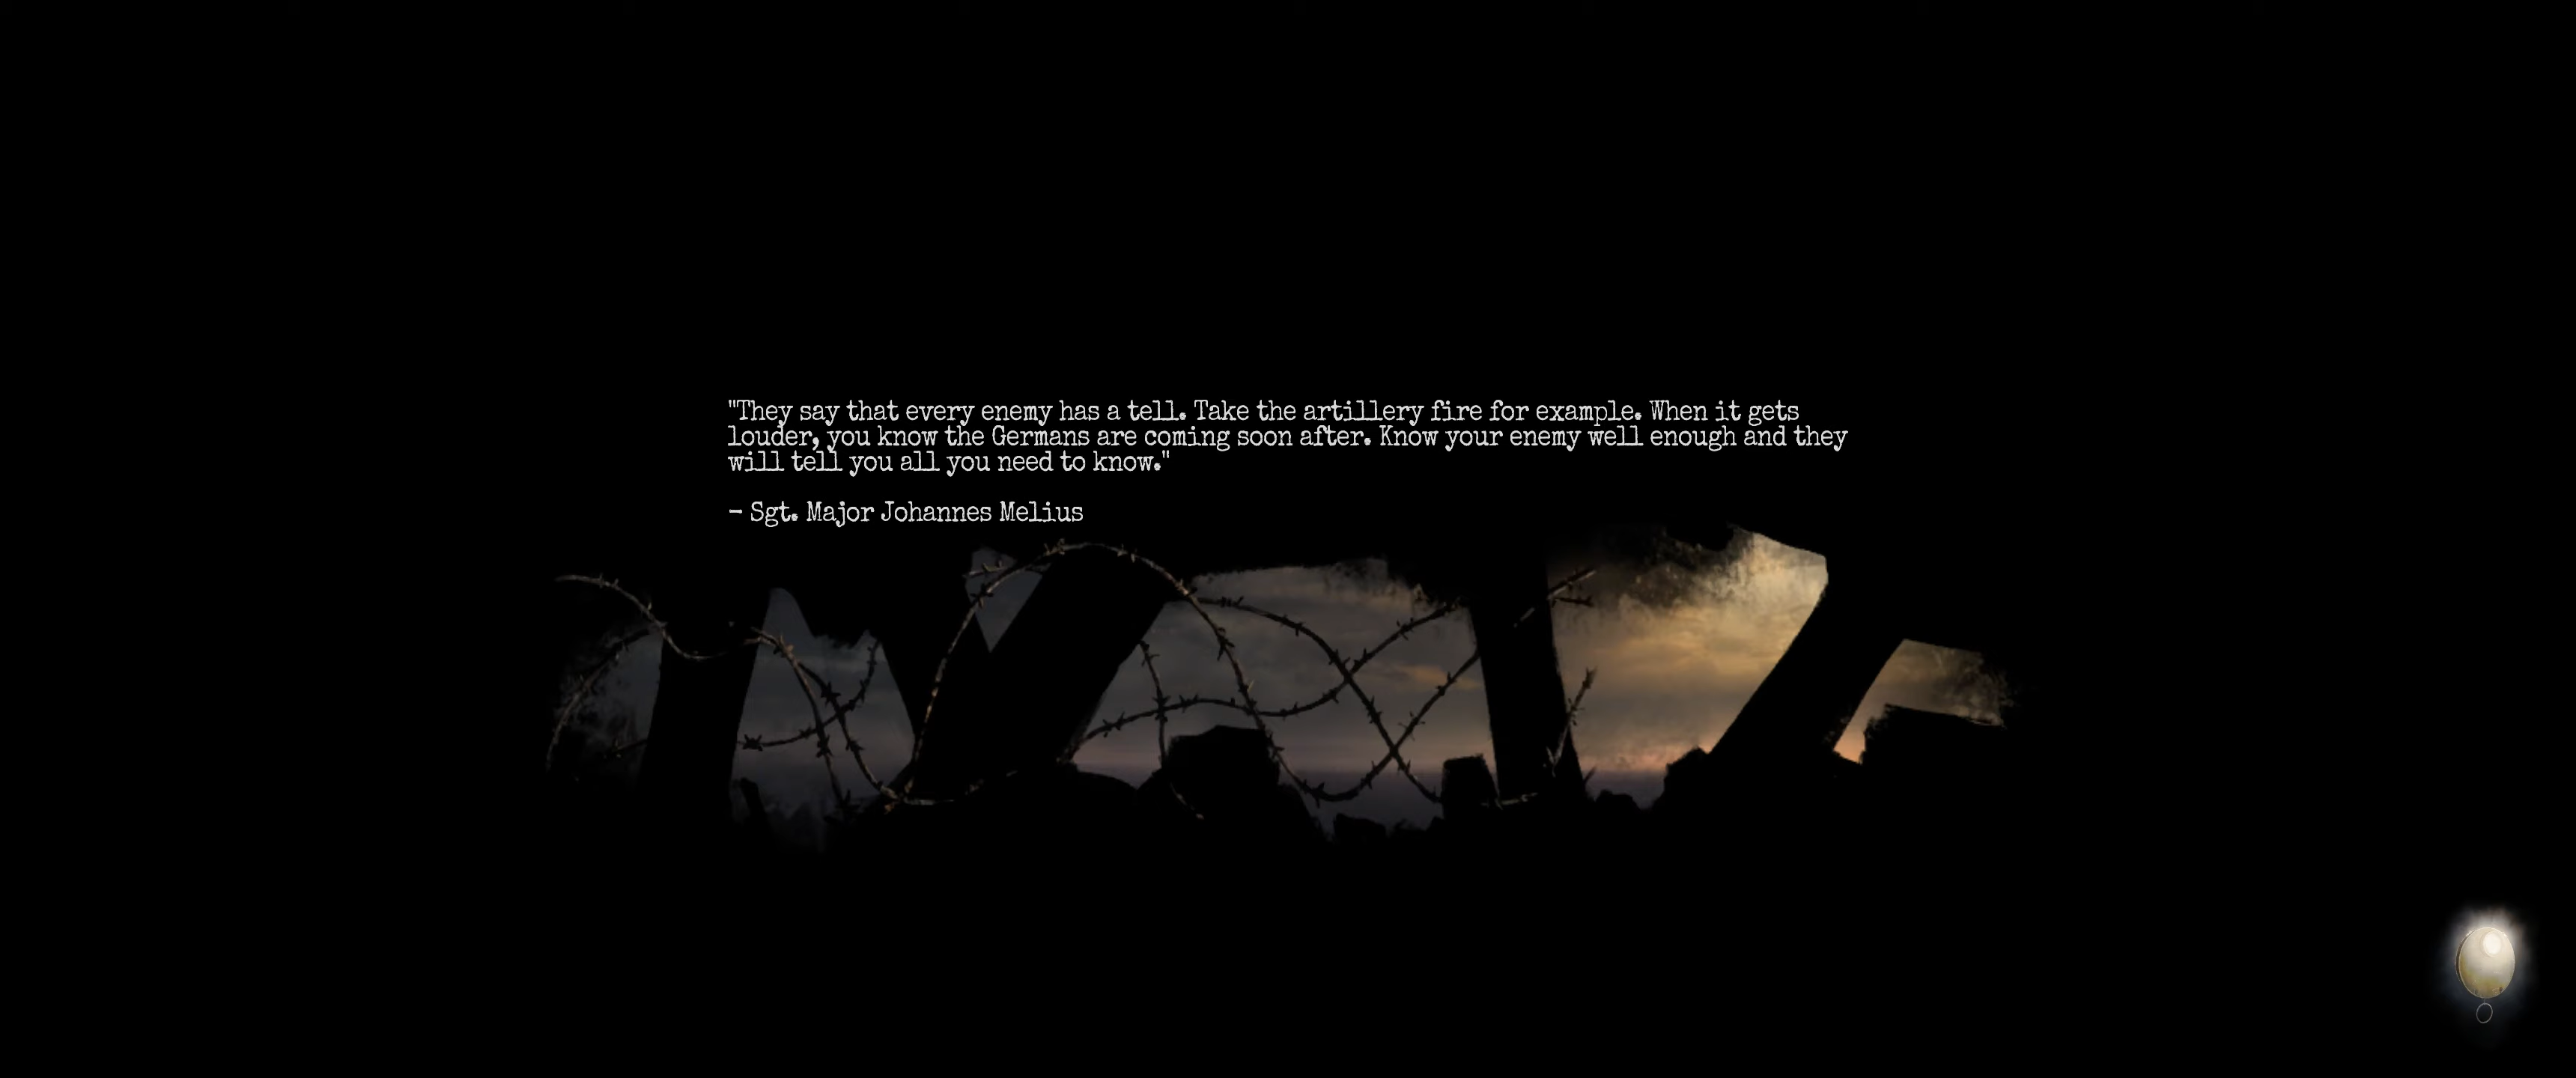 "They say that every enemy has a tell. Take the artillery fire for example. When it gets
louder, you know the Germans are coming soon after. Know your enemy well enough and they
will tell you all you need to know."
- Sgt. Major Johannes Melius